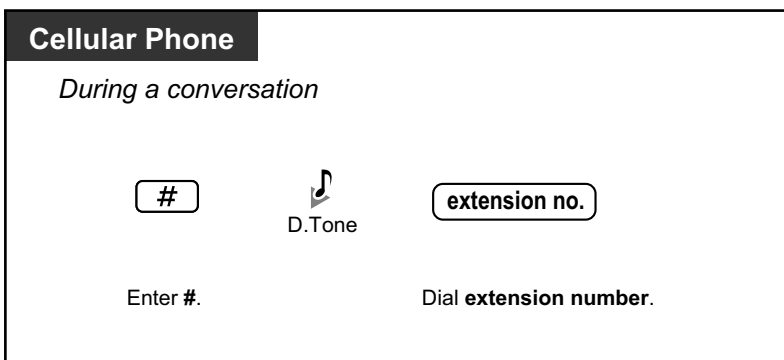 Cellular Phone
During a conversation
#
D.Tone
extension no.
Enter #.
Dial extension number.